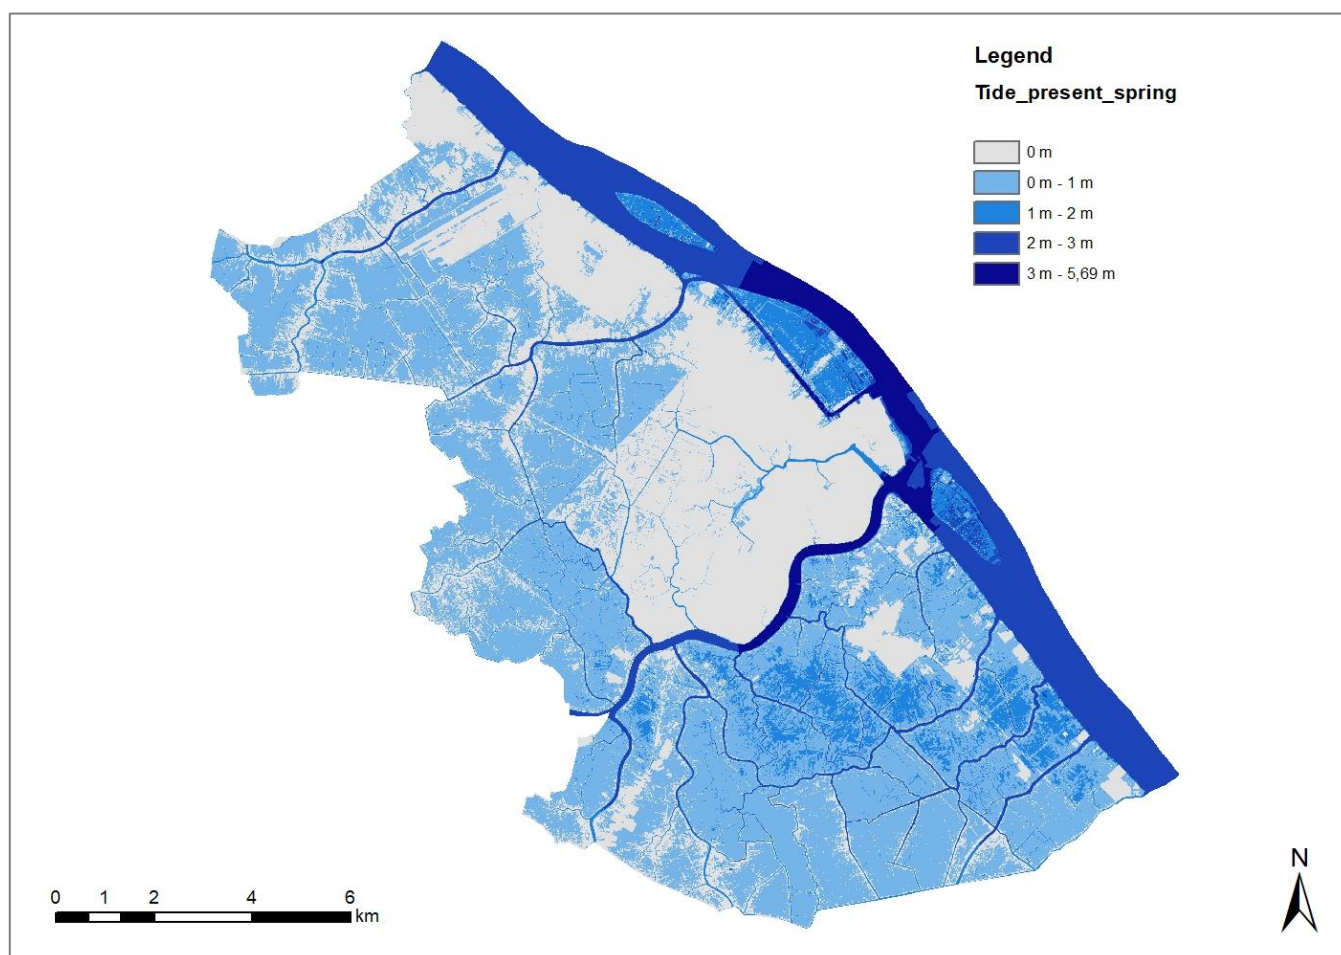 Legend
Tide_present_spring
0 m
0 m - 1 m
1 m - 2 m
2 m - 3 m
3 m - 5,69 m
0 1 2 4 6
km
N